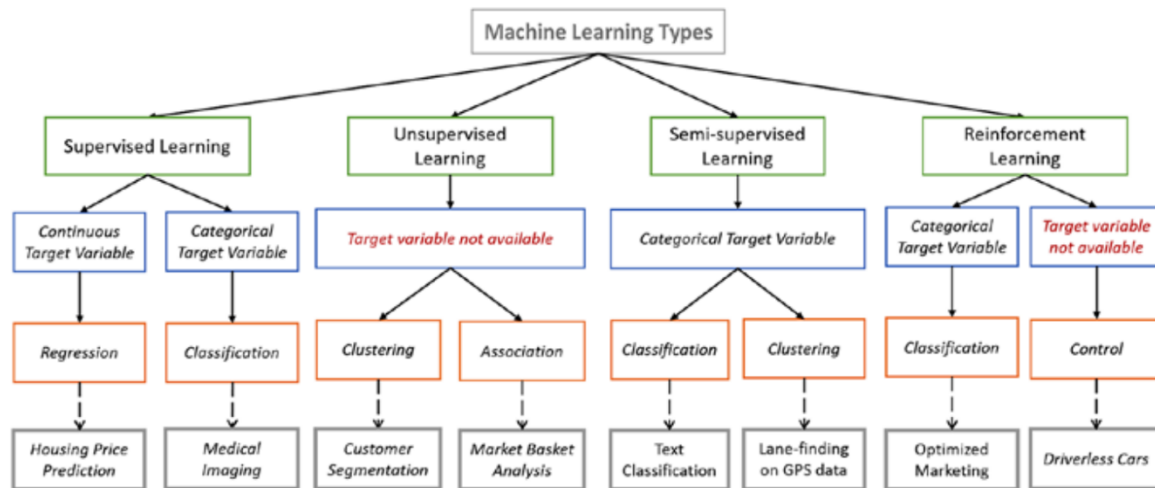 Machine Learning Types
Supervised Learning
Unsupervised
Learning
Semi-supervised
Learning
Reinforcement
Learning
Continuous
Target Variable
Categorical
Target Variable
Target variable not available
Categorical Target Variable
Categorical
Target Variable
Target variable
not available
Regression
Classification
Clustering
Association
Classification
Clustering
Classification
Control
Housing Price
Prediction
Medical
Imaging
Customer
Segmentation
Market Basket
Analysis
Text
Classification
Lane-finding
on GPS data
Optimized
Marketing
Driverless Cars